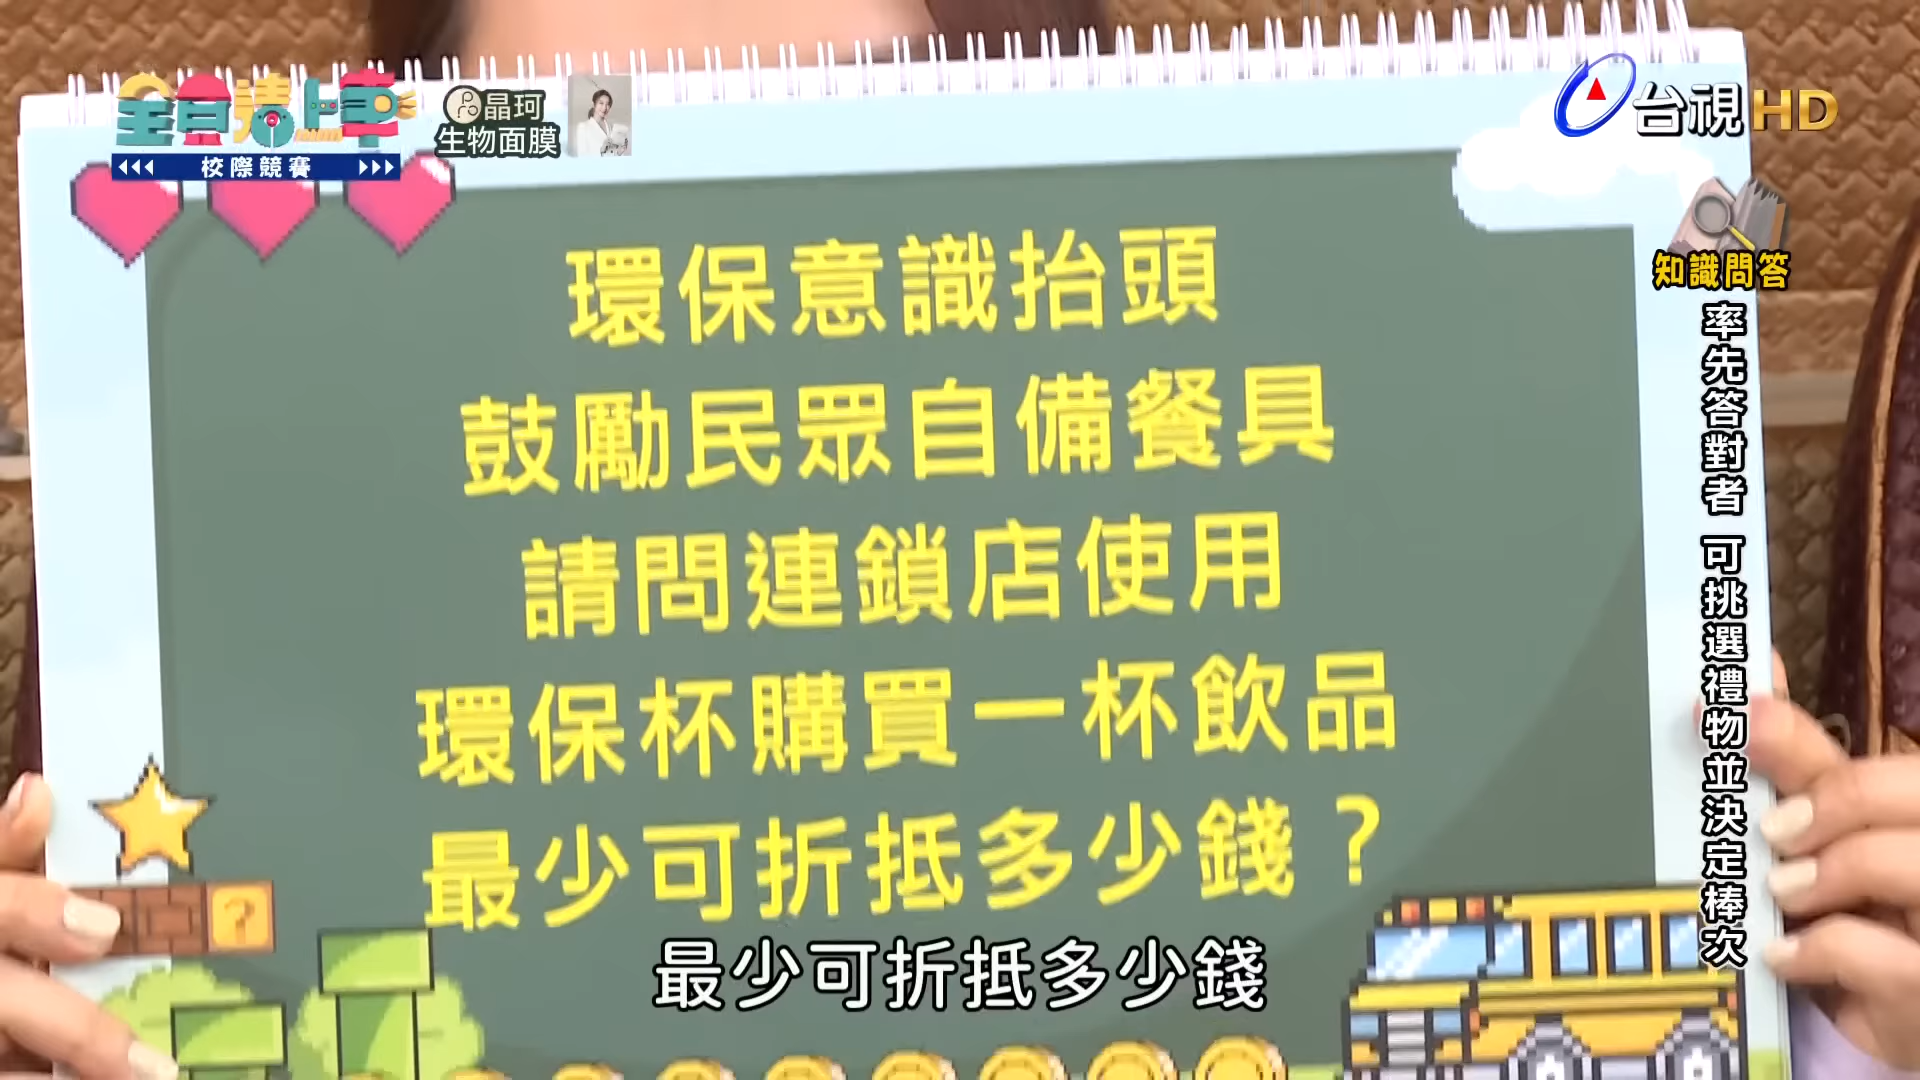 全員請上車
校際競賽
晶珂
生物面膜
台視HD
知識問答
率先答對者 可挑選禮物並決定棒次
環保意識抬頭
鼓勵民眾自備餐具
請問連鎖店使用
環保杯購買一杯飲品
最少可折抵多少錢？
?
最少可折抵多少錢